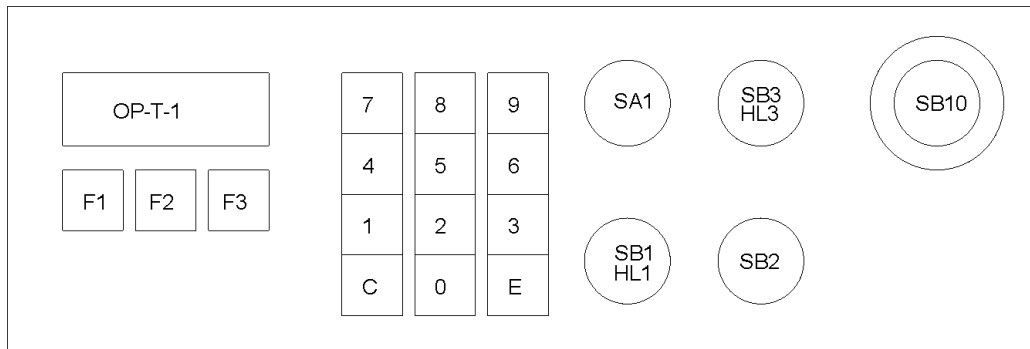 OP-T-1
F1 F2 F3
7 8 9
4 5 6
1 2 3
C 0 E
SA1
SB3
HL3
SB10
SB1
HL1
SB2